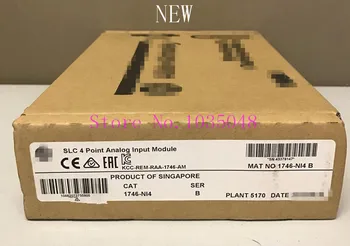 NEW
Store No: 1035048
SLC 4 Point Analog Input Module
KCC-REM-RAA-1746-AM
MAT NO 1746-NI4 B
PRODUCT OF SINGAPORE
CAT
SER
1746-NI4
B
PLANT 5170
DATE